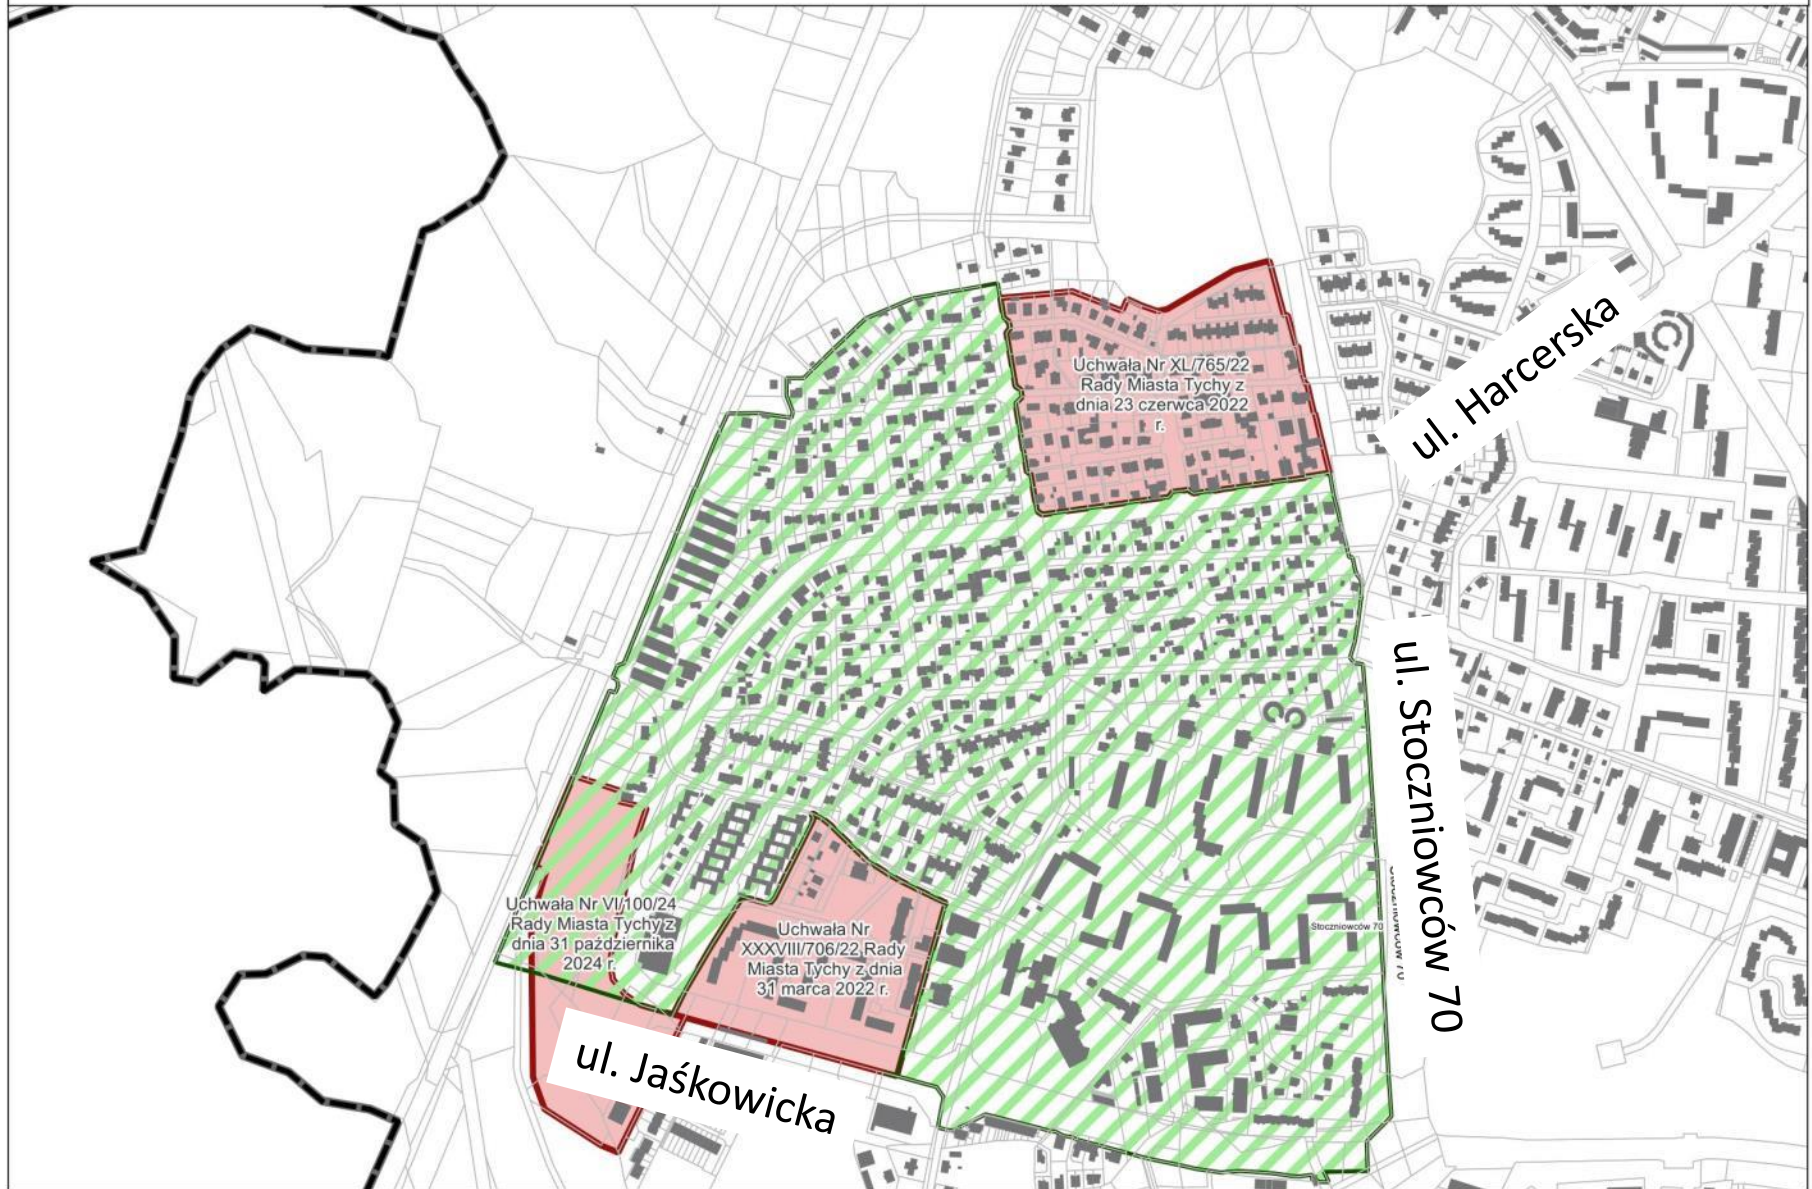 Uchwała Nr XL/765/22
Rady Miasta Tychy z
dnia 23 czerwca 2022
r.
ul. Harcerska
ul. Stoczniowców 70
3
Stoczniowców 70
Uchwała Nr VI/100/24
Rady Miasta Tychy z
dnia 31 października
2024 r.
Uchwała Nr
XXXVIII/706/22 Rady
Miasta Tychy z dnia
31 marca 2022 r.
ul. Jaśkowicka